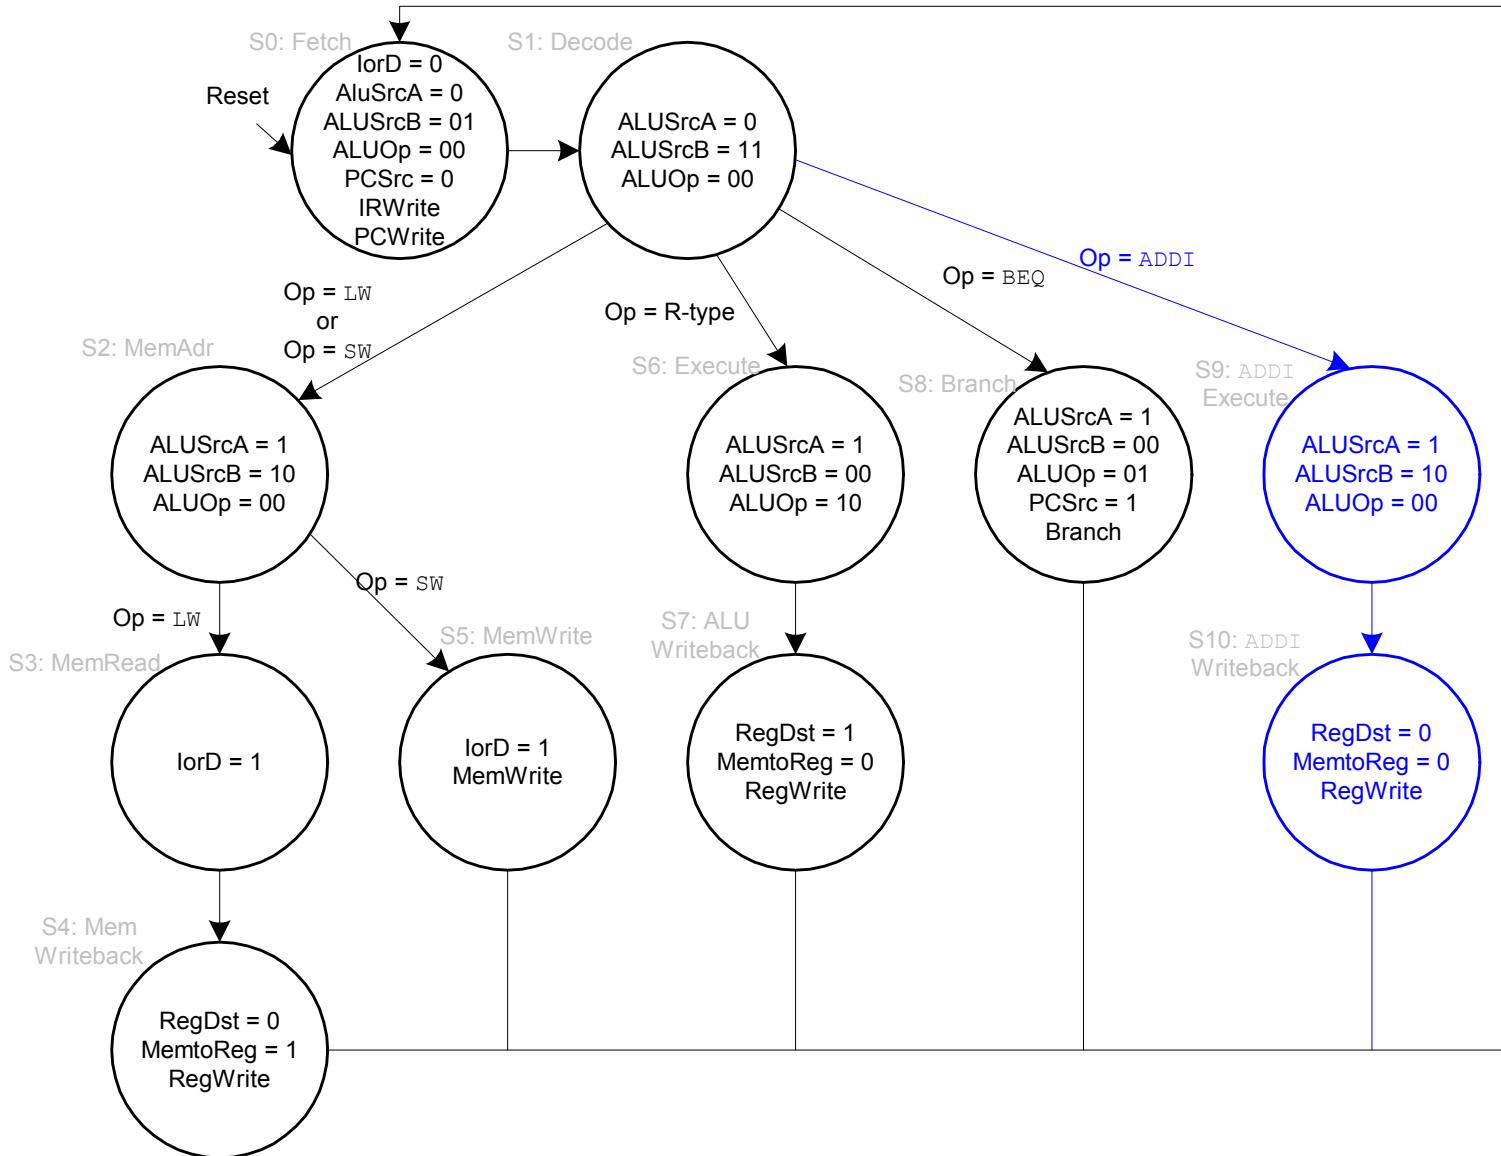 S0: Fetch
S1: Decode
Reset
IorD = 0
AluSrcA = 0
ALUSrcB = 01
ALUOp = 00
PCSrc = 0
IRWrite
PCWrite
ALUSrcA = 0
ALUSrcB = 11
ALUOp = 00
Op = LW
or
Op = SW
Op = R-type
Op = BEQ
Op = ADDI
S2: MemAdr
S6: Execute
S8: Branch
S9: ADDI
Execute
ALUSrcA = 1
ALUSrcB = 10
ALUOp = 00
ALUSrcA = 1
ALUSrcB = 00
ALUOp = 10
ALUSrcA = 1
ALUSrcB = 00
ALUOp = 01
PCSrc = 1
Branch
ALUSrcA = 1
ALUSrcB = 10
ALUOp = 00
Op = LW
Op = SW
S3: MemRead
S5: MemWrite
S7: ALU
Writeback
S10: ADDI
Writeback
IorD = 1
IorD = 1
MemWrite
RegDst = 1
MemtoReg = 0
RegWrite
RegDst = 0
MemtoReg = 0
RegWrite
S4: Mem
Writeback
RegDst = 0
MemtoReg = 1
RegWrite